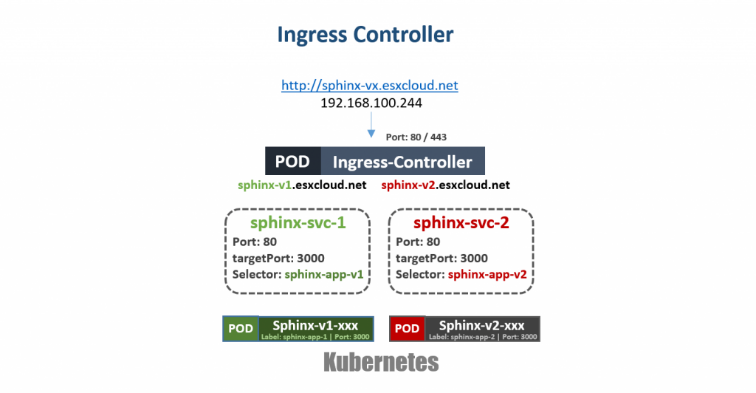 Ingress Controller
http://sphinx-vx.esxcloud.net
192.168.100.244
Port: 80 / 443
POD Ingress-Controller
sphinx-v1.esxcloud.net sphinx-v2.esxcloud.net
sphinx-svc-1
Port: 80
targetPort: 3000
Selector: sphinx-app-v1
sphinx-svc-2
Port: 80
targetPort: 3000
Selector: sphinx-app-v2
POD Sphinx-v1-xxx
Label: sphinx-app-1 | Port: 3000
POD Sphinx-v2-xxx
Label: sphinx-app-2 | Port: 3000
Kubernetes